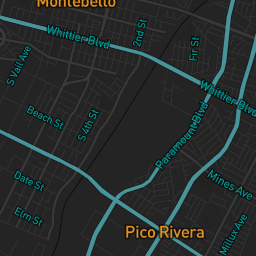 Montebello
2nd St
Fir St
Whittier Blvd
S Vail Ave
Whittier Blvd
Beach St
S 4th St
Paramount Blvd
Mines Ave
Date St
Elm St
Millux Ave
Pico Rivera